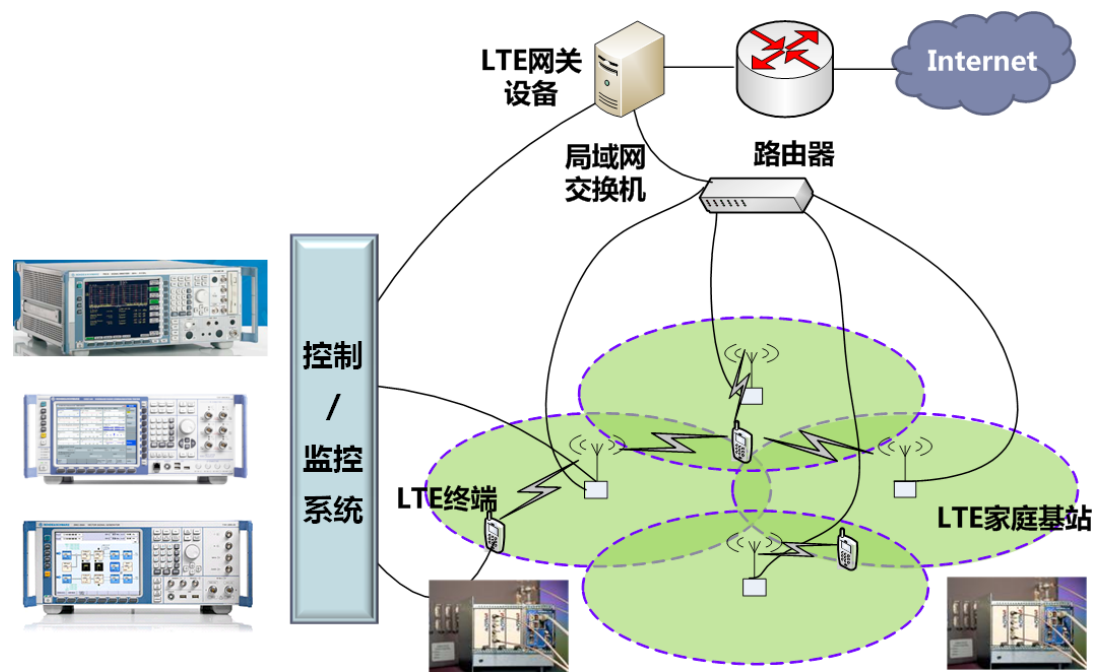 LTE网关
设备
Internet
局域网
交换机
路由器
控制
/
监控
系统
LTE终端
LTE家庭基站